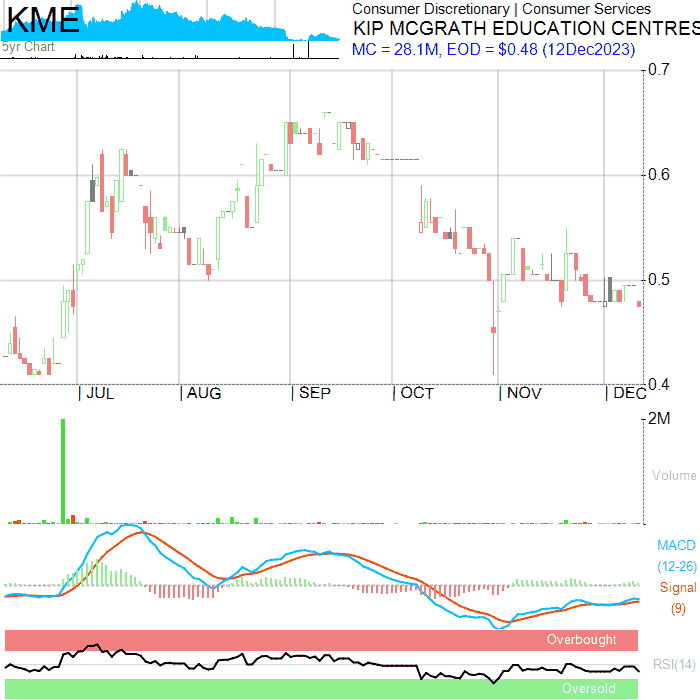 KME
5yr Chart
Consumer Discretionary | Consumer Services
KIP MCGRATH EDUCATION CENTRES
MC = 28.1M, EOD = $0.48 (12Dec2023)
0.7
0.6
0.5
0.4
| JUL | AUG | SEP | OCT | NOV | DEC
2M
Volume
MACD
(12-26)
Signal
(9)
Overbought
RSI(14)
Oversold